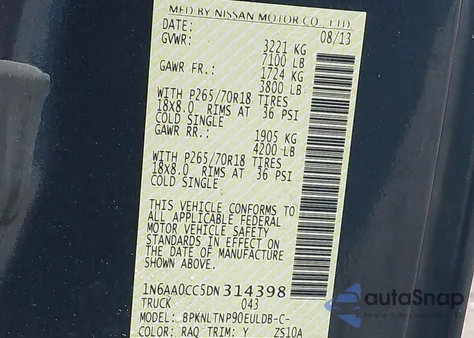 MFD BY NISSAN MOTOR CO., LTD.
DATE: 08/13
GVWR: 3221 KG
7100 LB
GAWR FR.: 1724 KG
3800 LB
WITH P265/70R18 TIRES
18X8.0 RIMS AT 36 PSI
COLD SINGLE
GAWR RR.: 1905 KG
4200 LB
WITH P265/70R18 TIRES
18X8.0 RIMS AT 36 PSI
COLD SINGLE
THIS VEHICLE CONFORMS TO
ALL APPLICABLE FEDERAL
MOTOR VEHICLE SAFETY
STANDARDS IN EFFECT ON
THE DATE OF MANUFACTURE
SHOWN ABOVE.
1N6AA0CC5DN314398
TRUCK 043
MODEL: BPKNLTNP90EULDB-C-
COLOR: RAQ TRIM: Y ZS10A
autoSnap